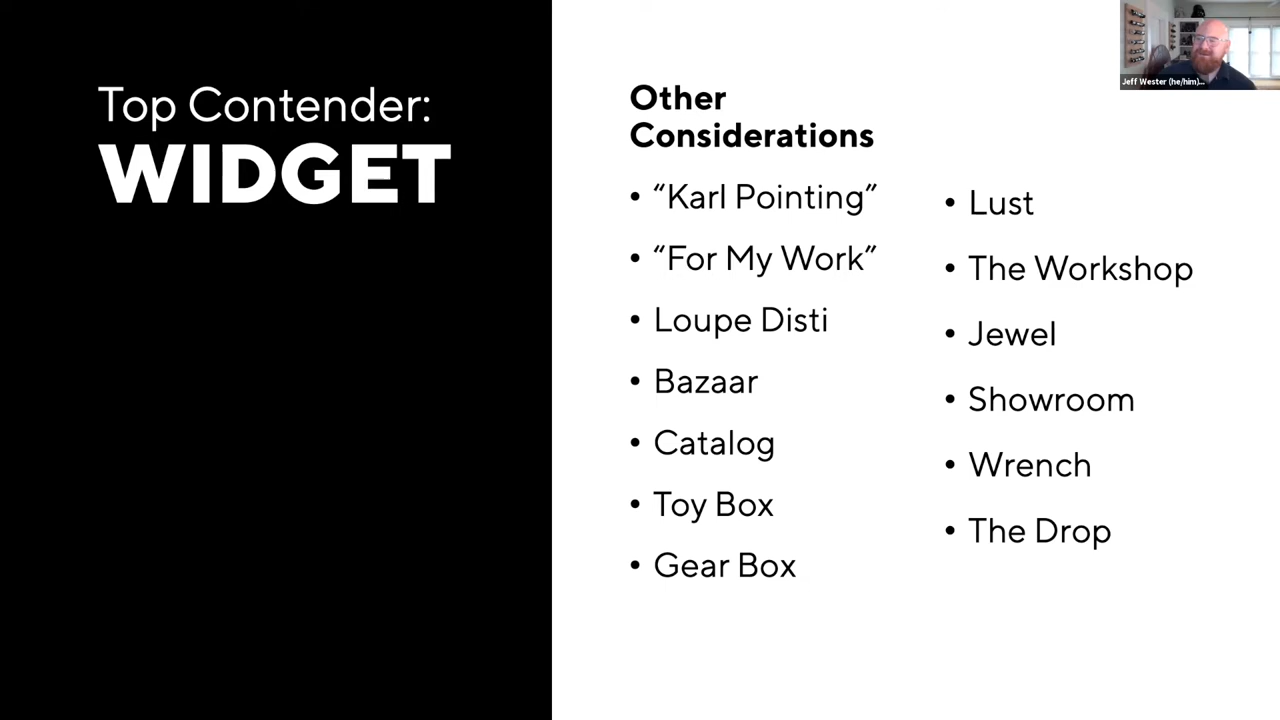 Top Contender:
WIDGET
Other
Considerations
• “Karl Pointing”
• “For My Work”
• Loupe Disti
• Bazaar
• Catalog
• Toy Box
• Gear Box
• Lust
• The Workshop
• Jewel
• Showroom
• Wrench
• The Drop
Jeff Wester (he/him)...